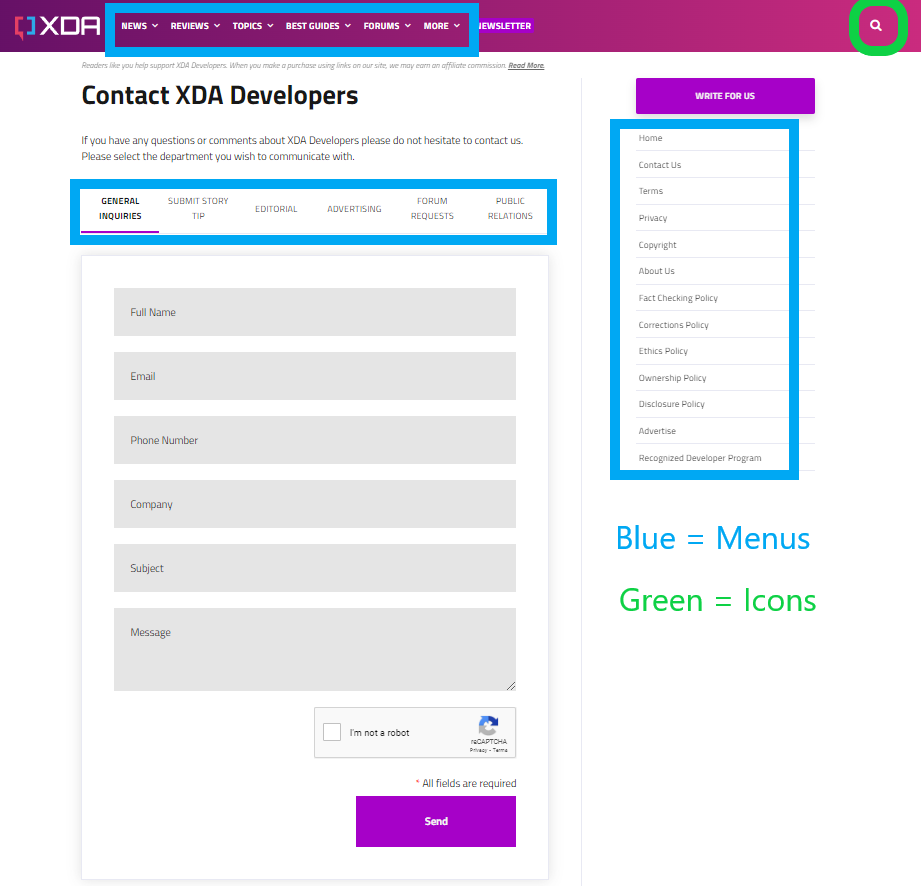 XDA NEWS REVIEWS TOPICS BEST GUIDES FORUMS MORE NEWSLETTER
Readers like you help support XDA Developers. When you make a purchase using links on our site, we may earn an affiliate commission. Read More.
Contact XDA Developers
If you have any questions or comments about XDA Developers please do not hesitate to contact us.
Please select the department you wish to communicate with.
GENERAL
INQUIRIES
SUBMIT STORY
TIP
EDITORIAL
ADVERTISING
FORUM
REQUESTS
PUBLIC
RELATIONS
Full Name
Email
Phone Number
Company
Subject
Message
I'm not a robot
reCAPTCHA
Privacy - Terms
* All fields are required
Send
WRITE FOR US
Home
Contact Us
Terms
Privacy
Copyright
About Us
Fact Checking Policy
Corrections Policy
Ethics Policy
Ownership Policy
Disclosure Policy
Advertise
Recognized Developer Program
Blue = Menus
Green = Icons